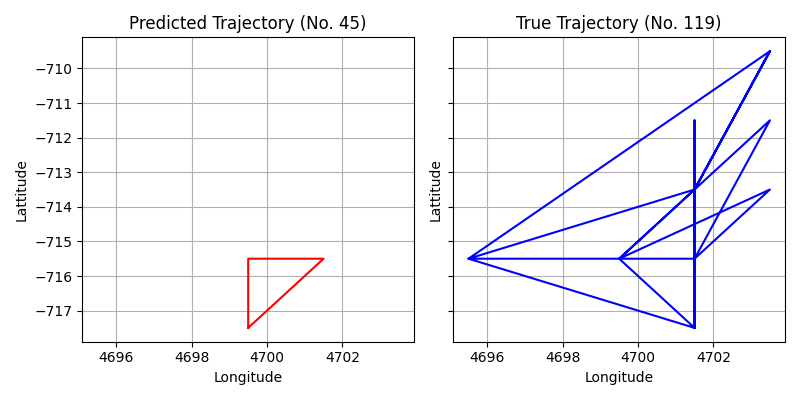 Predicted Trajectory (No. 45)
Lattitude
−710
−711
−712
−713
−714
−715
−716
−717
4696 4698 4700 4702
Longitude
True Trajectory (No. 119)
Lattitude
4696 4698 4700 4702
Longitude